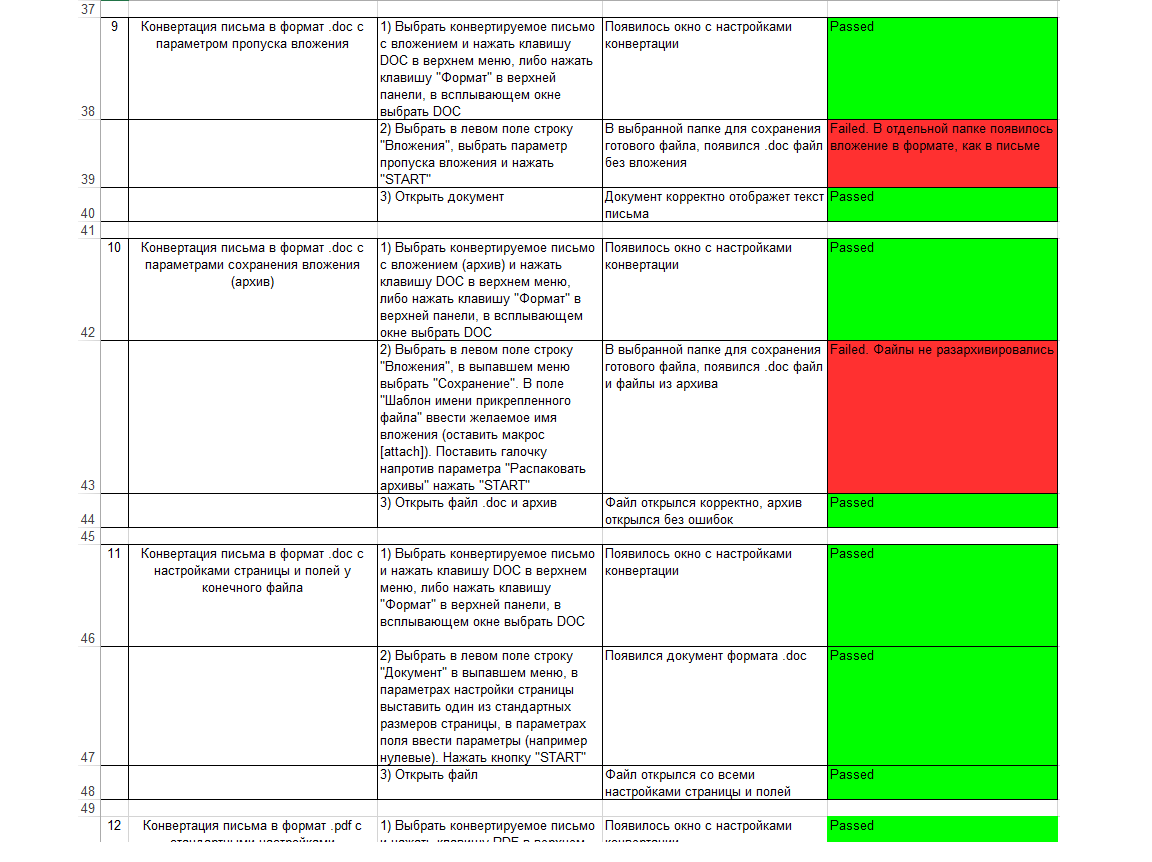 37
9
Конвертация письма в формат .doc с
параметром пропуска вложения
1) Выбрать конвертируемое письмо
с вложением и нажать клавишу
DOC в верхнем меню, либо нажать
клавишу "Формат" в верхней
панели, в всплывающем окне
выбрать DOC
Появилось окно с настройками
конвертации
Passed
38
2) Выбрать в левом поле строку
"Вложения", выбрать параметр
пропуска вложения и нажать
"START"
В выбранной папке для сохранения
готового файла, появился .doc файл
без вложения
Failed. В отдельной папке появилось
вложение в формате, как в письме
39
3) Открыть документ
Документ корректно отображет текст
письма
Passed
40
41
10
Конвертация письма в формат .doc с
параметрами сохранения вложения
(архив)
1) Выбрать конвертируемое письмо
с вложением (архив) и нажать
клавишу DOC в верхнем меню,
либо нажать клавишу "Формат" в
верхней панели, в всплывающем
окне выбрать DOC
Появилось окно с настройками
конвертации
Passed
42
2) Выбрать в левом поле строку
"Вложения", в выпавшем меню
выбрать "Сохранение". В поле
"Шаблон имени прикрепленного
файла" ввести желаемое имя
вложения (оставить макрос
[attach]). Поставить галочку
напротив параметра "Распаковать
архивы" нажать "START"
В выбранной папке для сохранения
готового файла, появился .doc файл
и файлы из архива
Failed. Файлы не разархивировались
43
3) Открыть файл .doc и архив
Файл открылся корректно, архив
открылся без ошибок
Passed
44
45
11
Конвертация письма в формат .doc с
настройками страницы и полей у
конечного файла
1) Выбрать конвертируемое письмо
и нажать клавишу DOC в верхнем
меню, либо нажать клавишу
"Формат" в верхней панели, в
всплывающем окне выбрать DOC
Появилось окно с настройками
конвертации
Passed
46
2) Выбрать в левом поле строку
"Документ" в выпавшем меню, в
параметрах настройки страницы
выставить один из стандартных
размеров страницы, в параметрах
поля ввести параметры (например
нулевые). Нажать кнопку "START"
Появился документ формата .doc
Passed
47
3) Открыть файл
Файл открылся со всеми
настройками страницы и полей
Passed
48
49
12
Конвертация письма в формат .pdf с
стандартными настройками
1) Выбрать конвертируемое письмо
и нажать клавишу PDF в верхнем
Появилось окно с настройками
конвертации
Passed